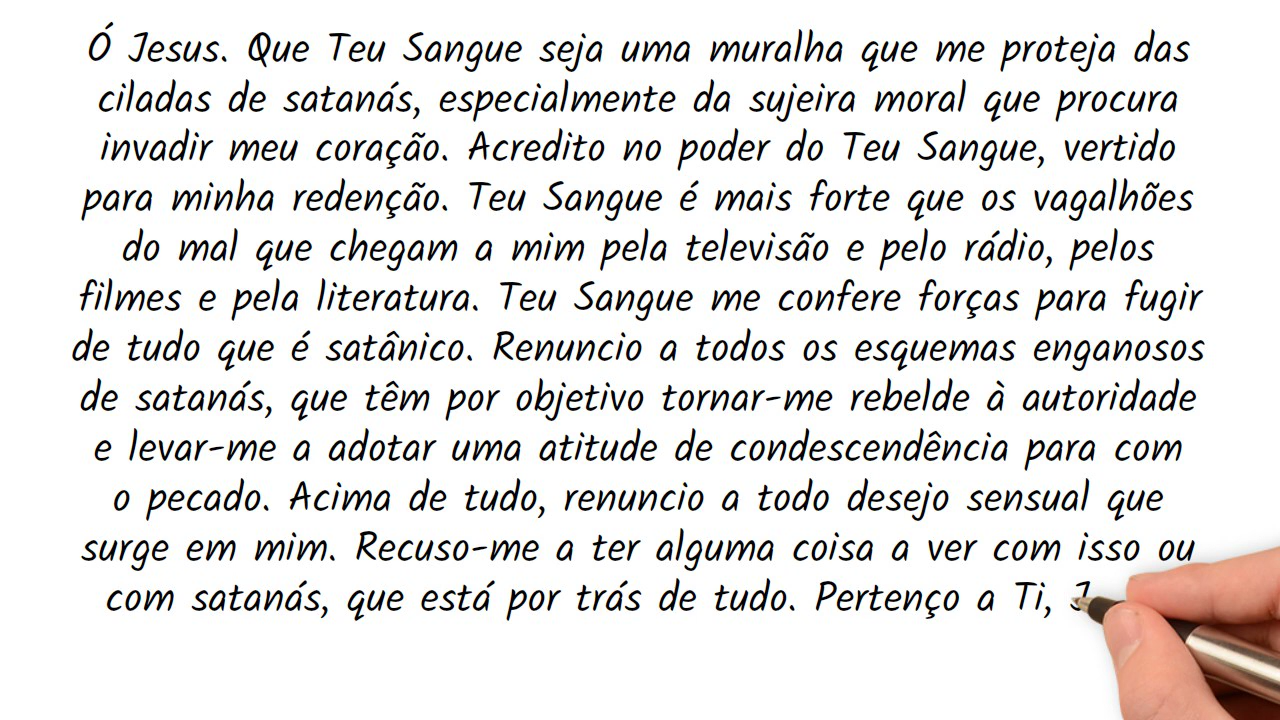 Ó Jesus. Que Teu Sangue seja uma muralha que me proteja das
ciladas de satanás, especialmente da sujeira moral que procura
invadir meu coração. Acredito no poder do Teu Sangue, vertido
para minha redenção. Teu Sangue é mais forte que os vagalhões
do mal que chegam a mim pela televisão e pelo rádio, pelos
filmes e pela literatura. Teu Sangue me confere forças para fugir
de tudo que é satânico. Renuncio a todos os esquemas enganosos
de satanás, que têm por objetivo tornar-me rebelde à autoridade
e levar-me a adotar uma atitude de condescendência para com
o pecado. Acima de tudo, renuncio a todo desejo sensual que
surge em mim. Recuso-me a ter alguma coisa a ver com isso ou
com satanás, que está por trás de tudo. Pertenço a Ti, J